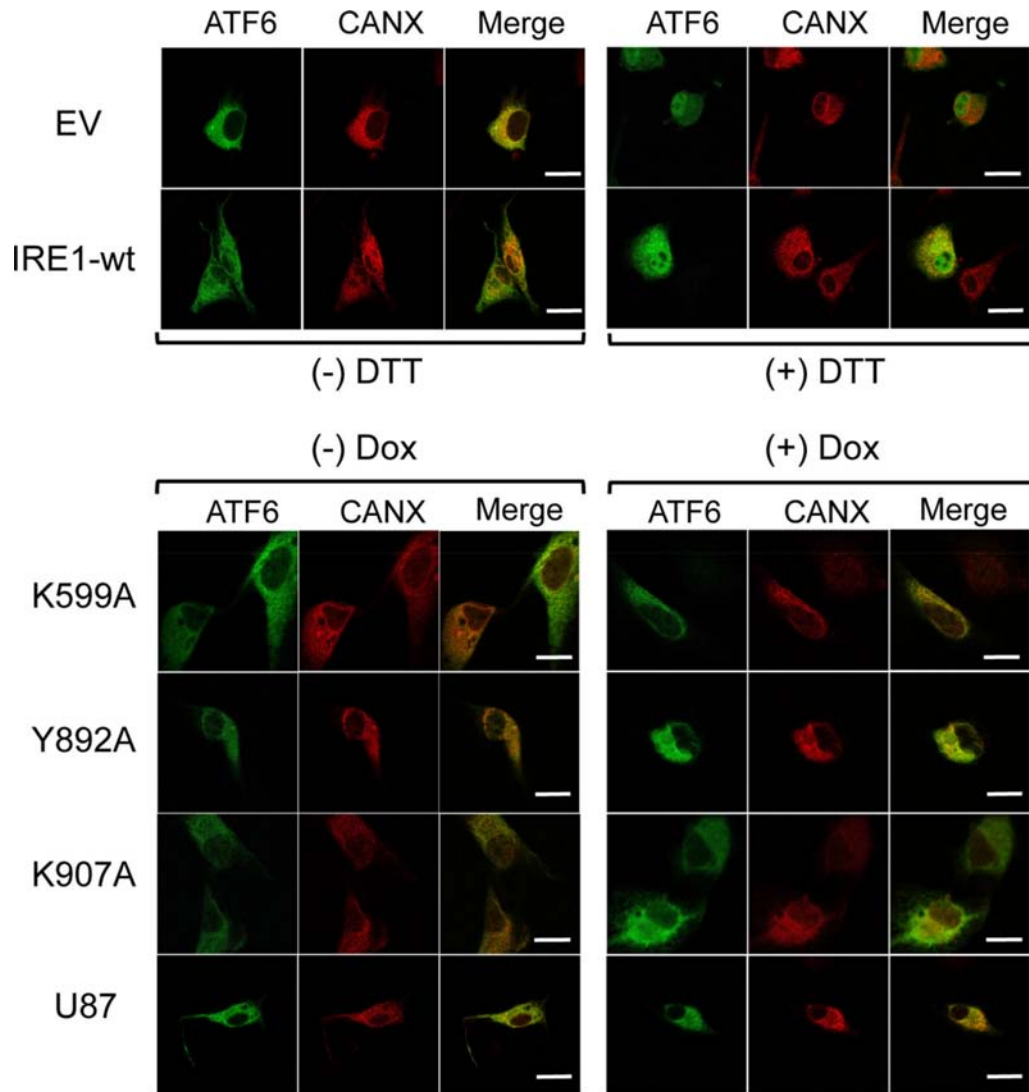 ATF6 CANX Merge ATF6 CANX Merge
EV
IRE1-wt
(-) DTT (+) DTT
(-) Dox (+) Dox
ATF6 CANX Merge ATF6 CANX Merge
K599A
Y892A
K907A
U87